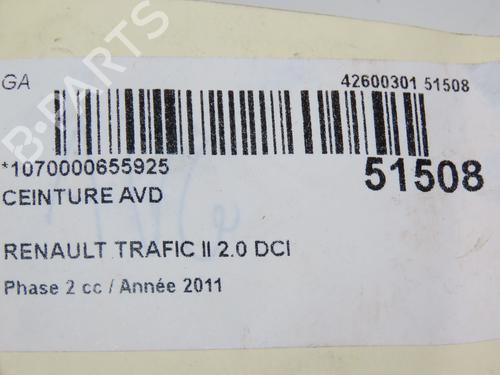 GA 42600301 51508
*1070000655925 51508
CEINTURE AVD
RENAULT TRAFIC II 2.0 DCI
Phase 2 cc / Année 2011
B-PARTS